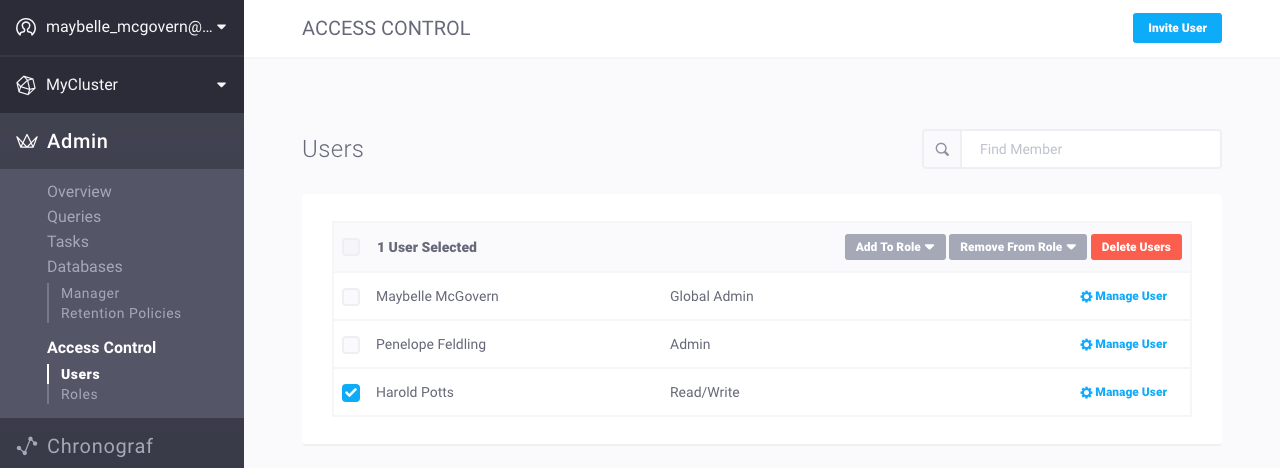 maybelle_mcgovern@...
MyCluster
Admin
Overview
Queries
Tasks
Databases
Manager
Retention Policies
Access Control
Users
Roles
Chronograf
ACCESS CONTROL
Invite User
Users
Find Member
1 User Selected
Add To Role
Remove From Role
Delete Users
Maybelle McGovern Global Admin Manage User
Penelope Feldling Admin Manage User
Harold Potts Read/Write Manage User